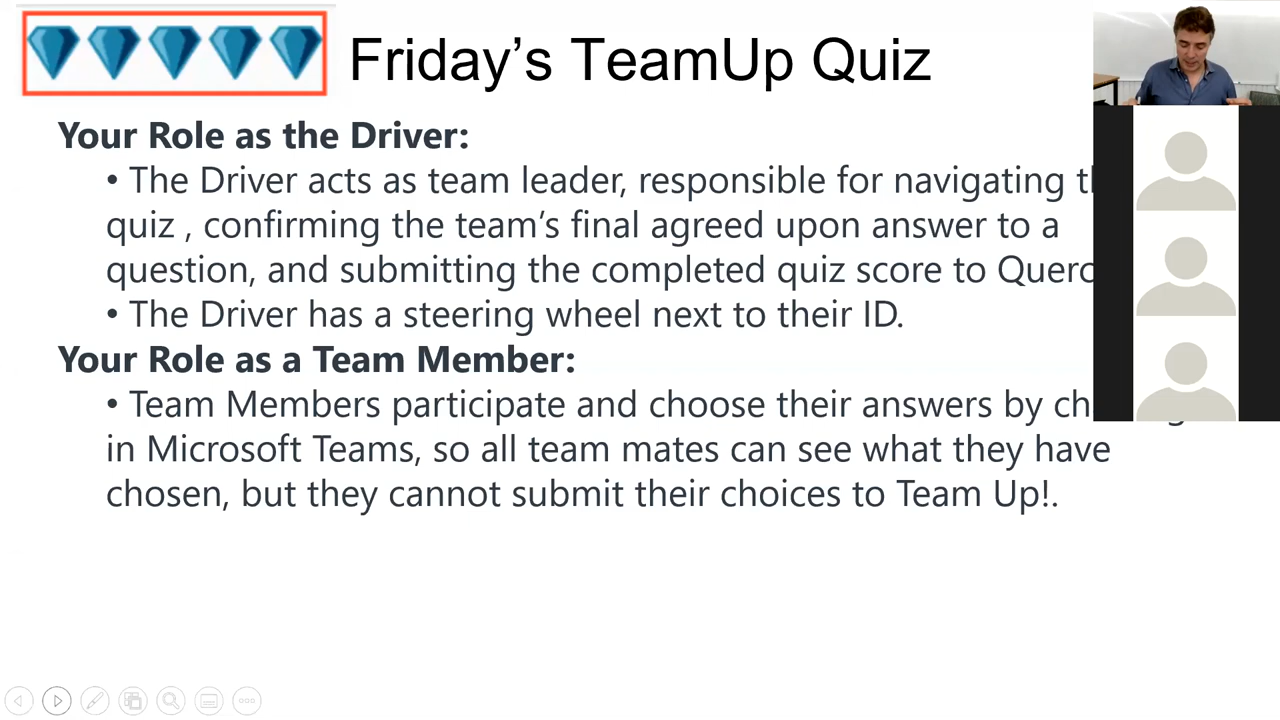 Friday’s TeamUp Quiz
Your Role as the Driver:
• The Driver acts as team leader, responsible for navigating
quiz , confirming the team’s final agreed upon answer to a
question, and submitting the completed quiz score to
• The Driver has a steering wheel next to their ID.
Your Role as a Team Member:
• Team Members participate and choose their answers by
in Microsoft Teams, so all team mates can see what they have
chosen, but they cannot submit their choices to Team Up!.